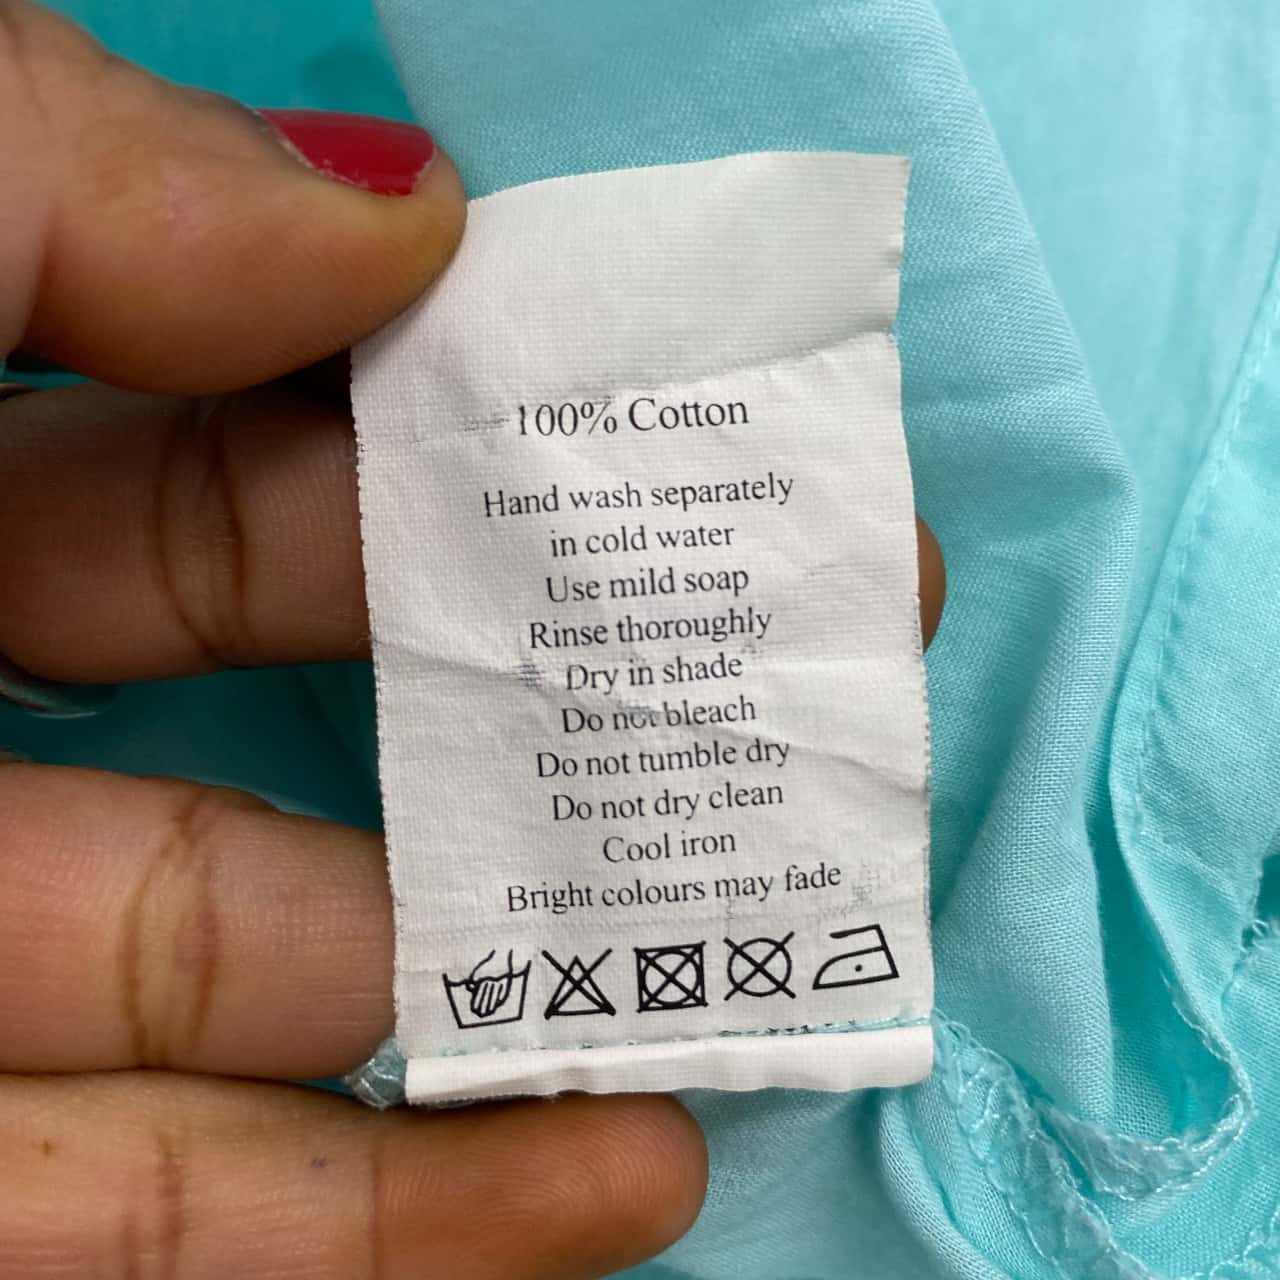 100% Cotton
Hand wash separately
in cold water
Use mild soap
Rinse thoroughly
Dry in shade
Do not bleach
Do not tumble dry
Do not dry clean
Cool iron
Bright colours may fade